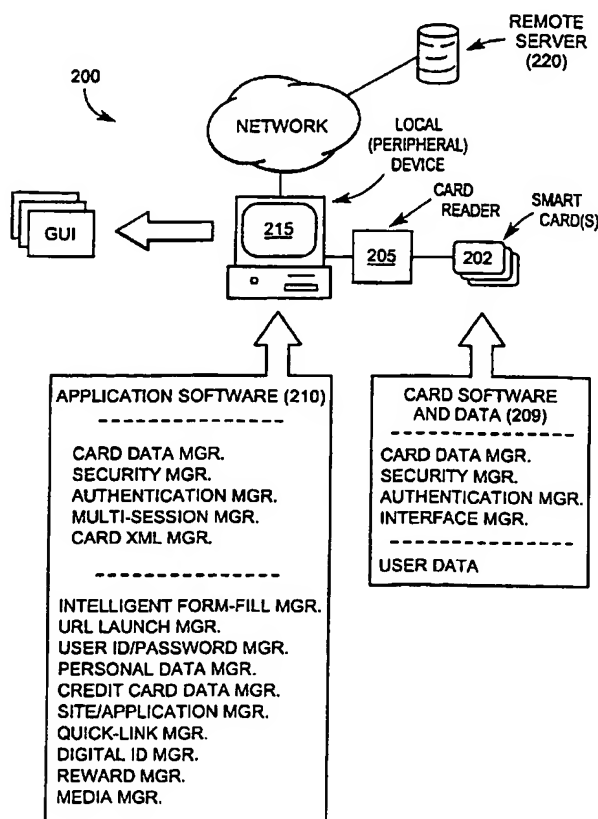 REMOTE
SERVER
(220)
200
NETWORK
LOCAL
(PERIPHERAL)
DEVICE
CARD
READER
SMART
CARD(S)
GUI
215
205
202
APPLICATION SOFTWARE (210)
CARD DATA MGR.
SECURITY MGR.
AUTHENTICATION MGR.
MULTI-SESSION MGR.
CARD XML MGR.
INTELLIGENT FORM-FILL MGR.
URL LAUNCH MGR.
USER ID/PASSWORD MGR.
PERSONAL DATA MGR.
CREDIT CARD DATA MGR.
SITE/APPLICATION MGR.
QUICK-LINK MGR.
DIGITAL ID MGR.
REWARD MGR.
MEDIA MGR.
CARD SOFTWARE
AND DATA (209)
CARD DATA MGR.
SECURITY MGR.
AUTHENTICATION MGR.
INTERFACE MGR.
USER DATA